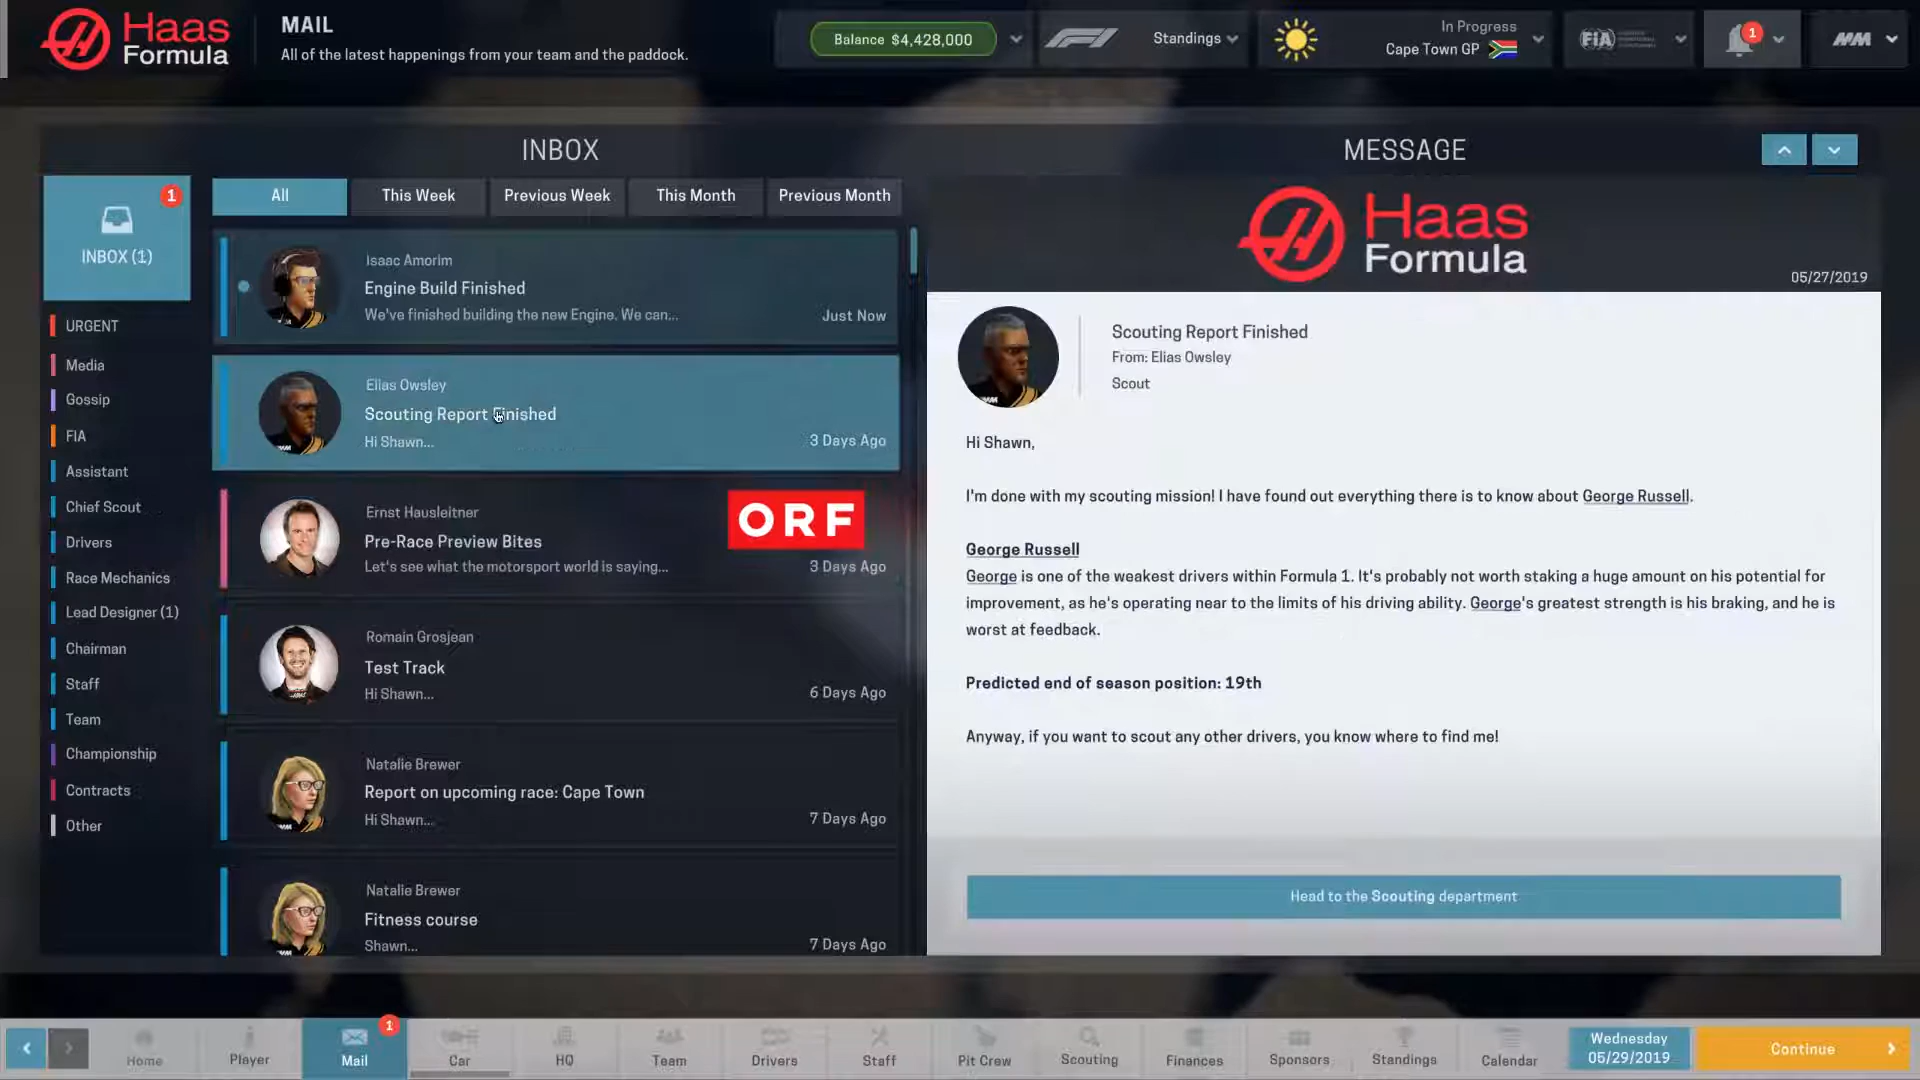 Haas
Formula
MAIL
All of the latest happenings from your team and the paddock.
Balance $4,428,000
Standings
In Progress
Cape Town GP
FIA
1
INBOX
MESSAGE
1
INBOX (1)
All
This Week
Previous Week
This Month
Previous Month
Haas
Formula
05/27/2019
URGENT
Media
Gossip
FIA
Assistant
Chief Scout
Drivers
Race Mechanics
Lead Designer (1)
Chairman
Staff
Team
Championship
Contracts
Other
Isaac Amorim
Engine Build Finished
We've finished building the new Engine. We can...
Just Now
Elias Owsley
Scouting Report Finished
Hi Shawn...
3 Days Ago
Ernst Hausleitner
Pre-Race Preview Bites
Let's see what the motorsport world is saying...
ORF
3 Days Ago
Romain Grosjean
Test Track
Hi Shawn...
6 Days Ago
Natalie Brewer
Report on upcoming race: Cape Town
Hi Shawn...
7 Days Ago
Natalie Brewer
Fitness course
Shawn...
7 Days Ago
Scouting Report Finished
From: Elias Owsley
Scout
Hi Shawn,
I'm done with my scouting mission! I have found out everything there is to know about George Russell.
George Russell
George is one of the weakest drivers within Formula 1. It's probably not worth staking a huge amount on his potential for
improvement, as he's operating near to the limits of his driving ability. George's greatest strength is his braking, and he is
worst at feedback.
Predicted end of season position: 19th
Anyway, if you want to scout any other drivers, you know where to find me!
Head to the Scouting department
Home
Player
Mail
1
Car
HQ
Team
Drivers
Staff
Pit Crew
Scouting
Finances
Sponsors
Standings
Calendar
Wednesday
05/29/2019
Continue